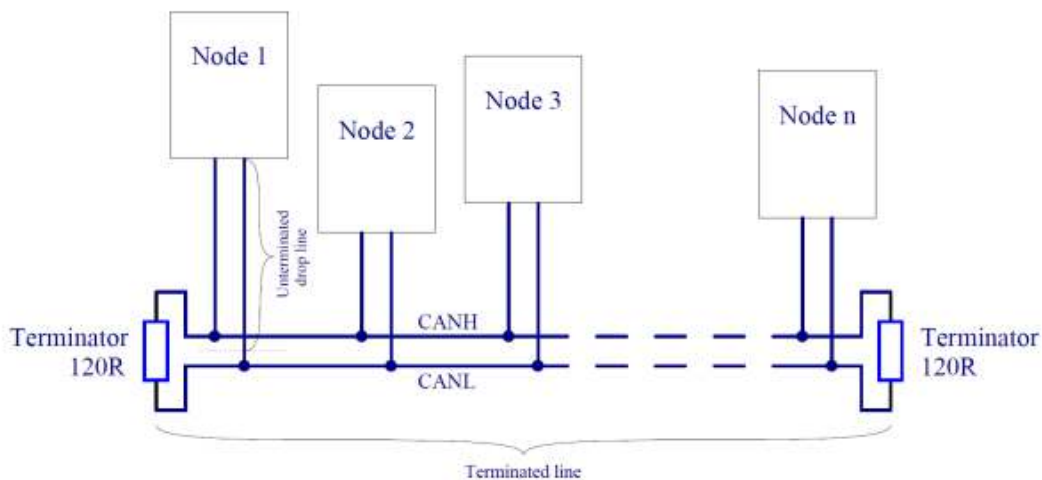 Node 1
Node 2
Node 3
Node n
Unterminated
drop line
CANH
CANL
Terminator
120R
Terminator
120R
Terminated line